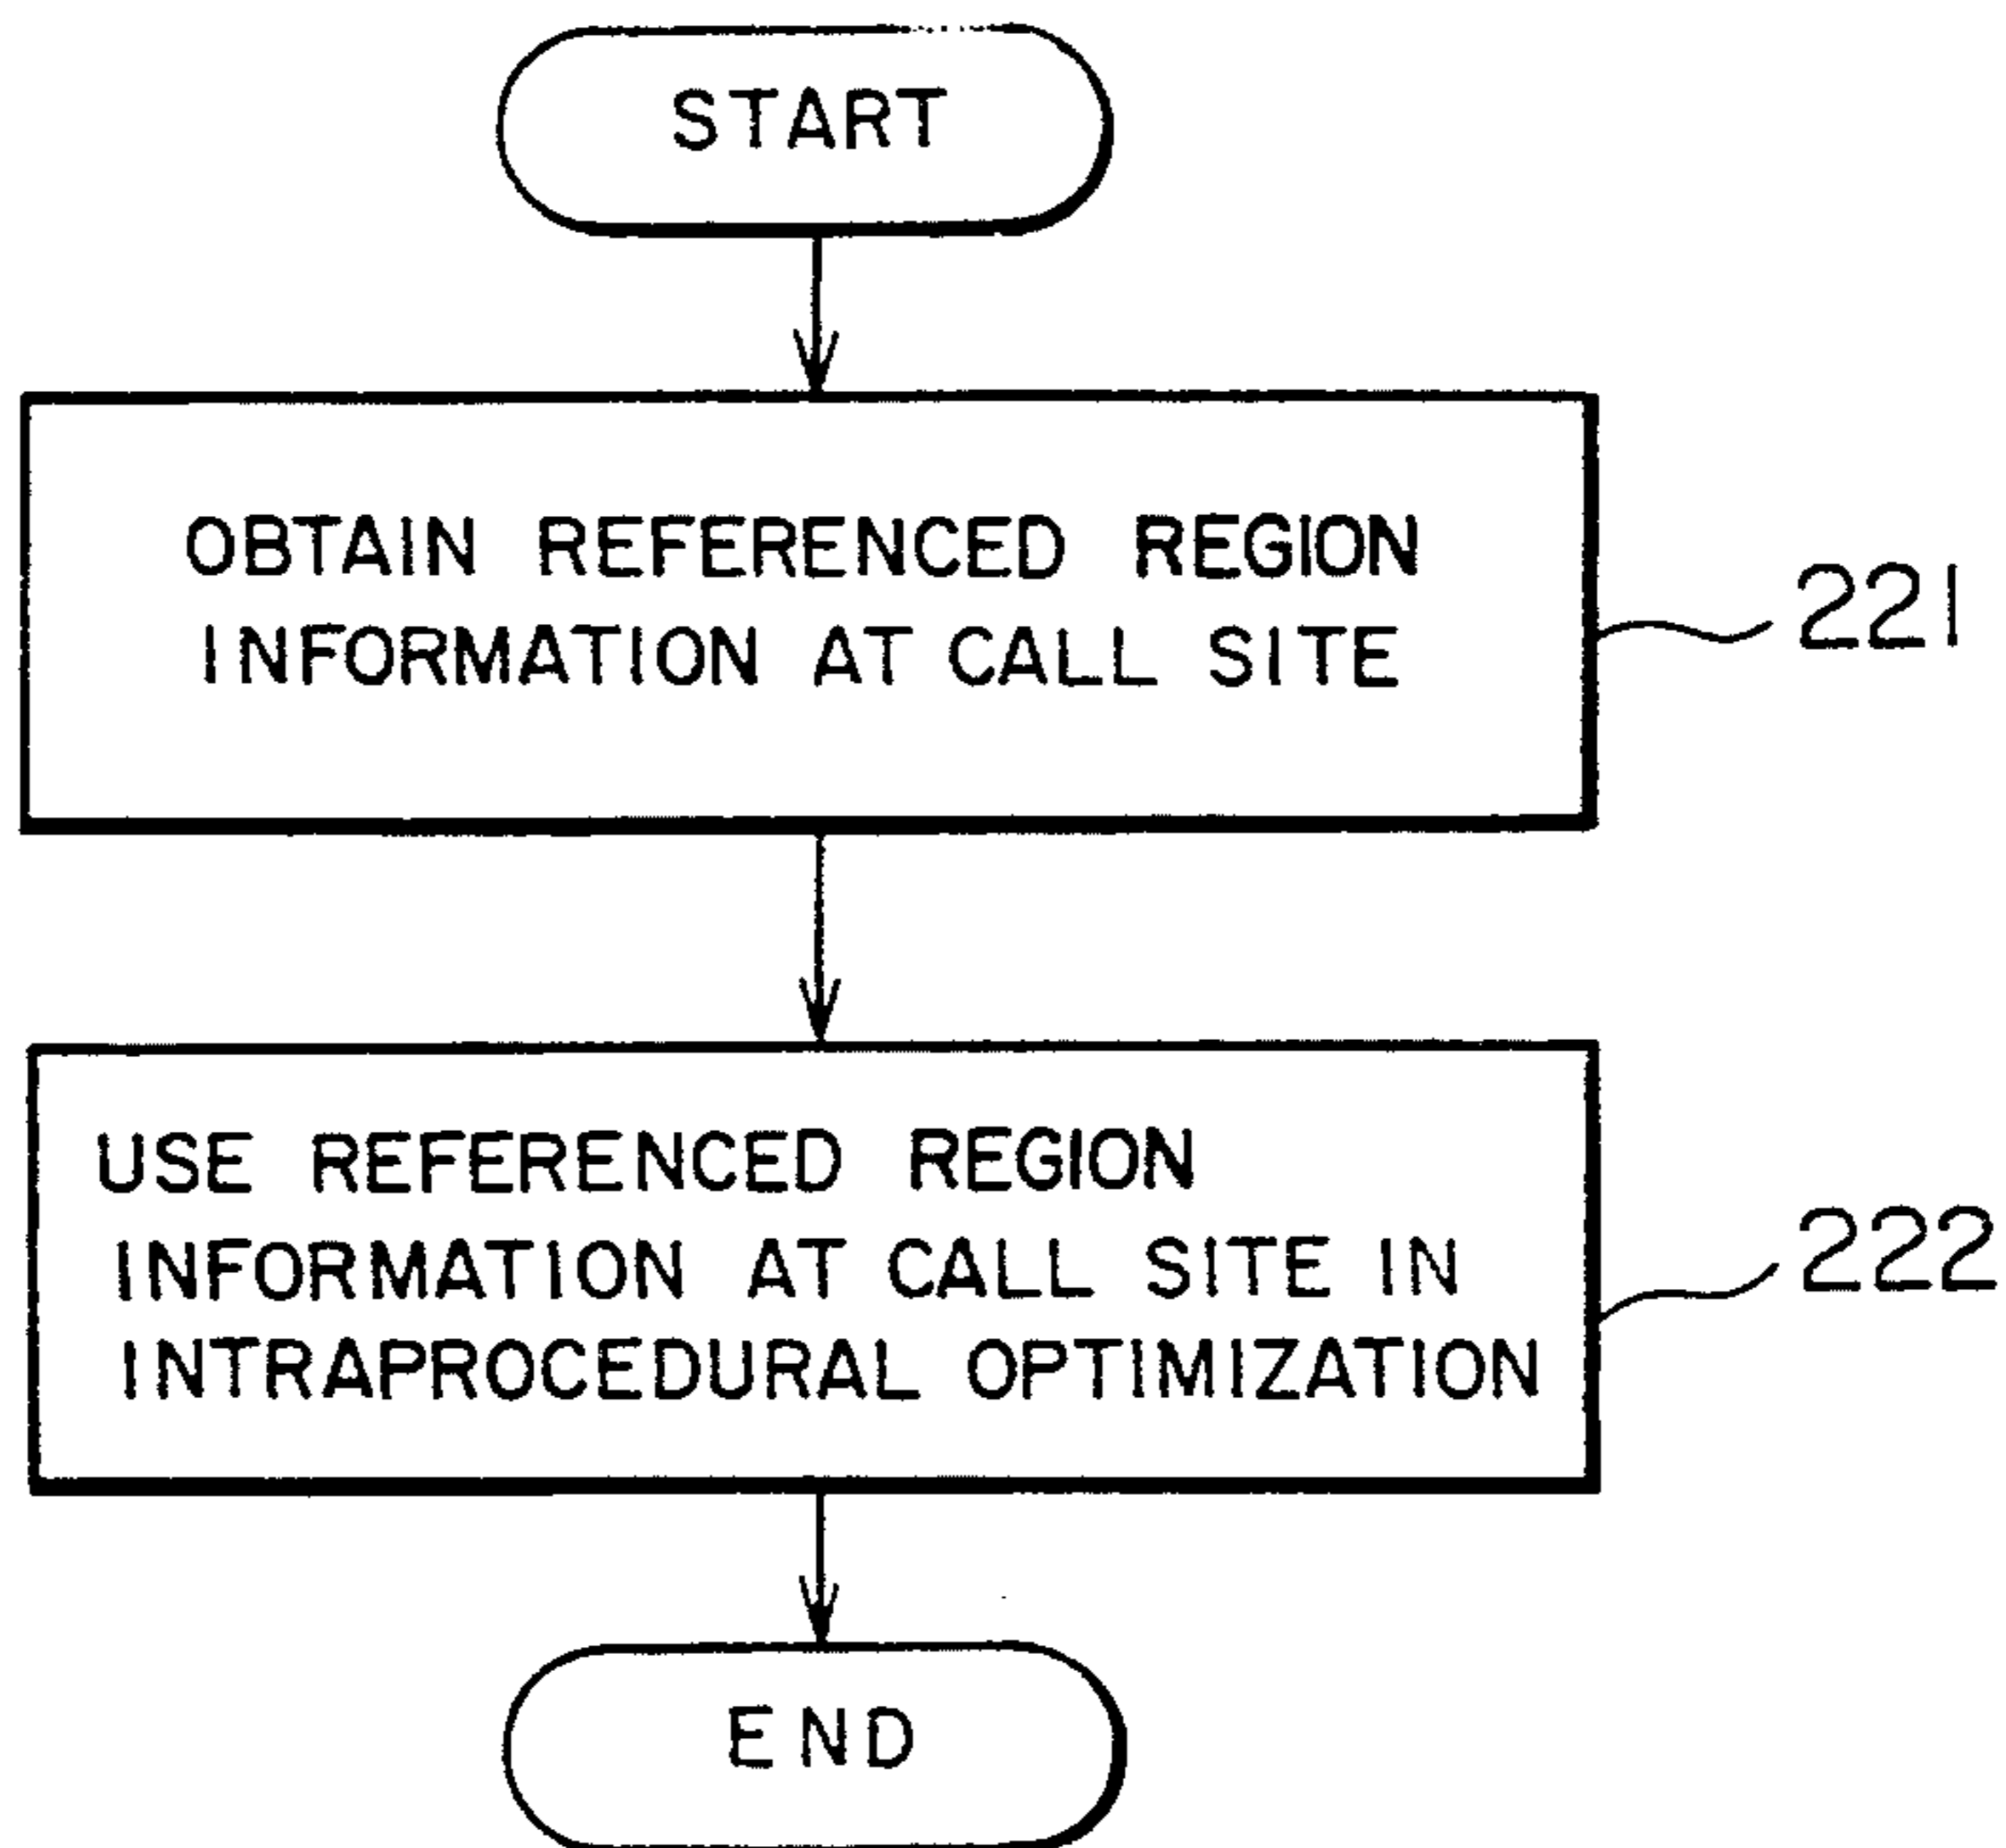 START
OBTAIN REFERENCED REGION
INFORMATION AT CALL SITE
221
USE REFERENCED REGION
INFORMATION AT CALL SITE IN
INTRAPROCEDURAL OPTIMIZATION
222
END